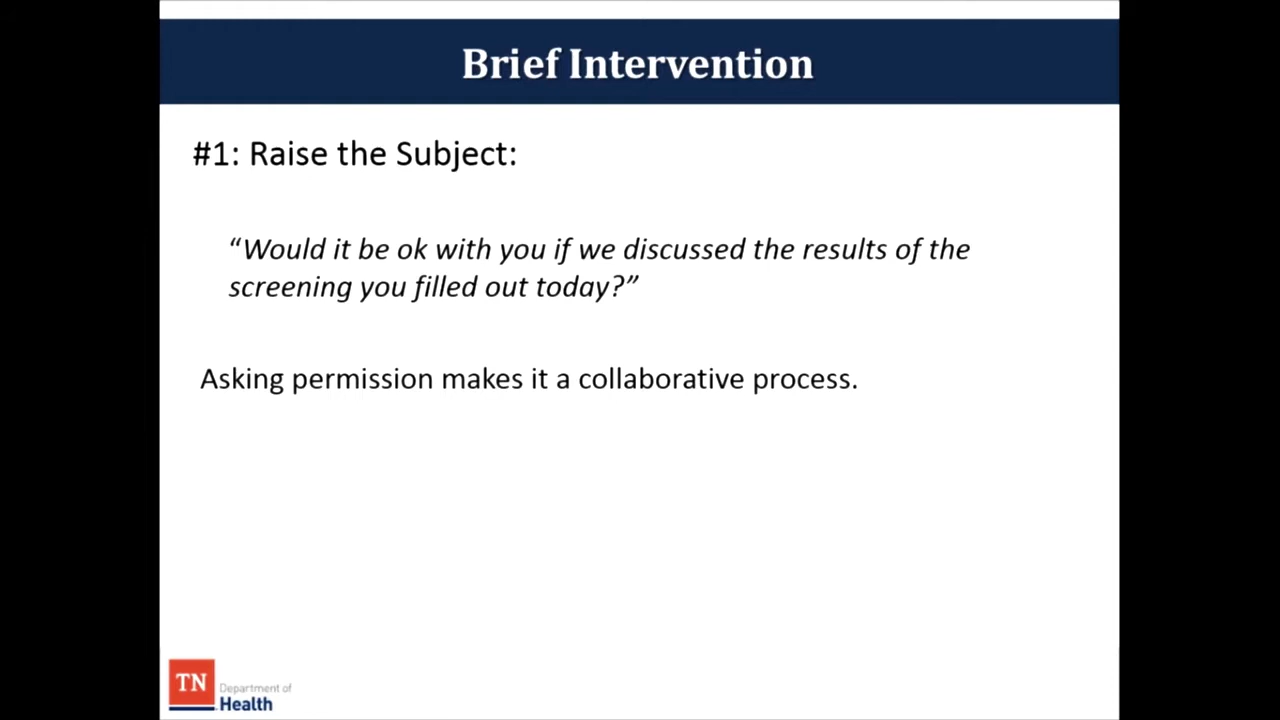 Brief Intervention
#1: Raise the Subject:
“Would it be ok with you if we discussed the results of the
screening you filled out today?”
Asking permission makes it a collaborative process.
TN
Department of
Health